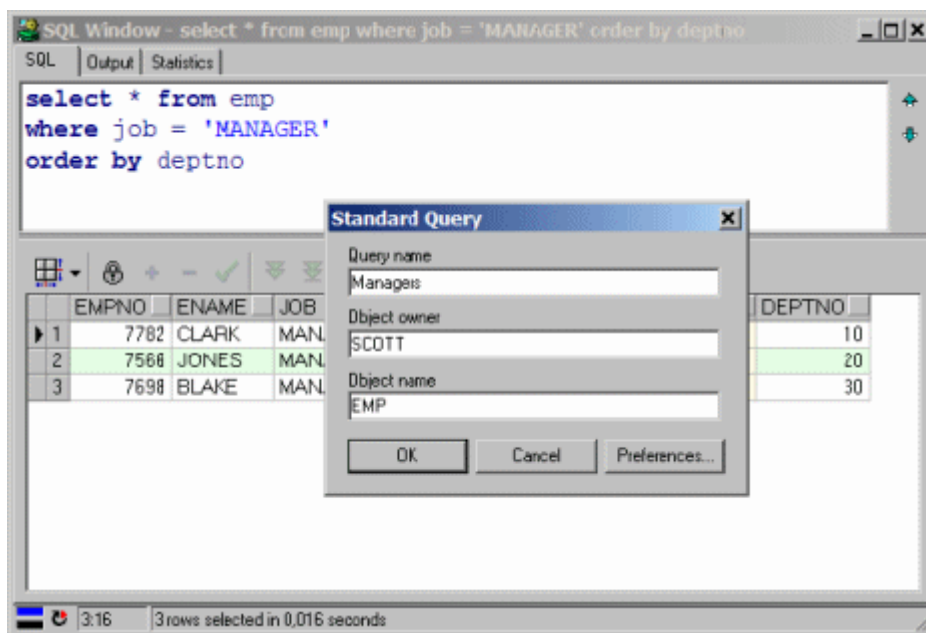 SQL Window - select * from emp where job = 'MANAGER' order by deptno
SQL Output Statistics
select * from emp
where job = 'MANAGER'
order by deptno
Standard Query
Query name
Managers
Object owner
SCOTT
Object name
EMP
OK Cancel Preferences...
EMPNO ENAME JOB DEPTNO
1 7782 CLARK MAN. 10
2 7566 JONES MAN. 20
3 7698 BLAKE MAN. 30
3:16 3 rows selected in 0,016 seconds